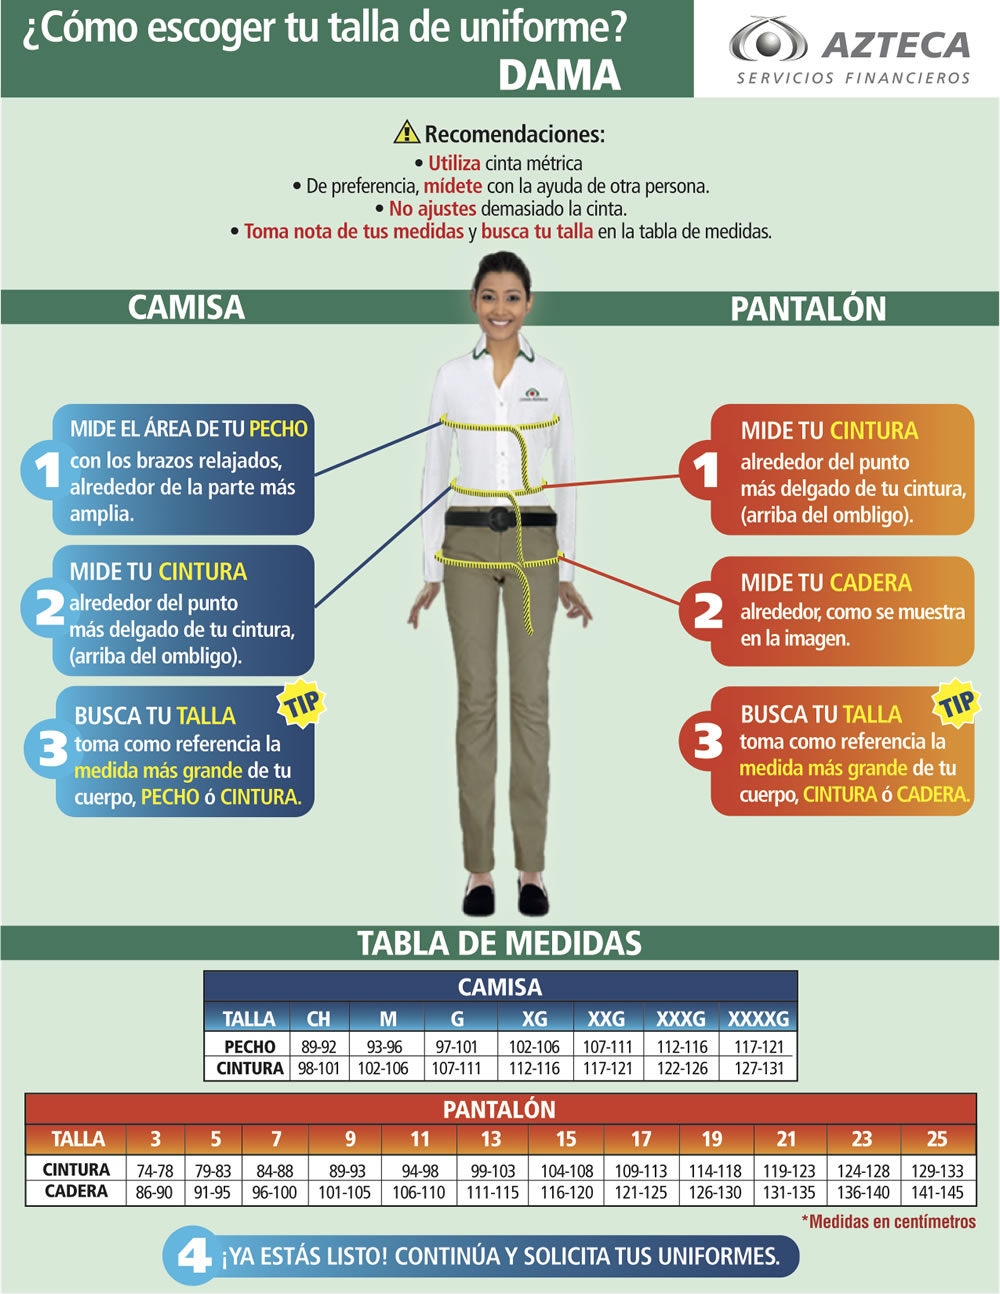 ¿Cómo escoger tu talla de uniforme?
DAMA
AZTECA
SERVICIOS FINANCIEROS
Recomendaciones:
• Utiliza cinta métrica
• De preferencia, mídete con la ayuda de otra persona.
• No ajustes demasiado la cinta.
• Toma nota de tus medidas y busca tu talla en la tabla de medidas.
CAMISA
1
MIDE EL ÁREA DE TU PECHO
con los brazos relajados,
alrededor de la parte más
amplia.
2
MIDE TU CINTURA
alrededor del punto
más delgado de tu cintura,
(arriba del ombligo).
3
TIP
BUSCA TU TALLA
toma como referencia la
medida más grande de tu
cuerpo, PECHO ó CINTURA.
PANTALÓN
1
MIDE TU CINTURA
alrededor del punto
más delgado de tu cintura,
(arriba del ombligo).
2
MIDE TU CADERA
alrededor, como se muestra
en la imagen.
3
TIP
BUSCA TU TALLA
toma como referencia la
medida más grande de tu
cuerpo, CINTURA ó CADERA.
TABLA DE MEDIDAS
CAMISA
TALLA CH M G XG XXG XXXG XXXXG
PECHO 89-92 93-96 97-101 102-106 107-111 112-116 117-121
CINTURA 98-101 102-106 107-111 112-116 117-121 122-126 127-131
PANTALÓN
TALLA 3 5 7 9 11 13 15 17 19 21 23 25
CINTURA 74-78 79-83 84-88 89-93 94-98 99-103 104-108 109-113 114-118 119-123 124-128 129-133
CADERA 86-90 91-95 96-100 101-105 106-110 111-115 116-120 121-125 126-130 131-135 136-140 141-145
*Medidas en centímetros
4 ¡YA ESTÁS LISTO! CONTINÚA Y SOLICITA TUS UNIFORMES.